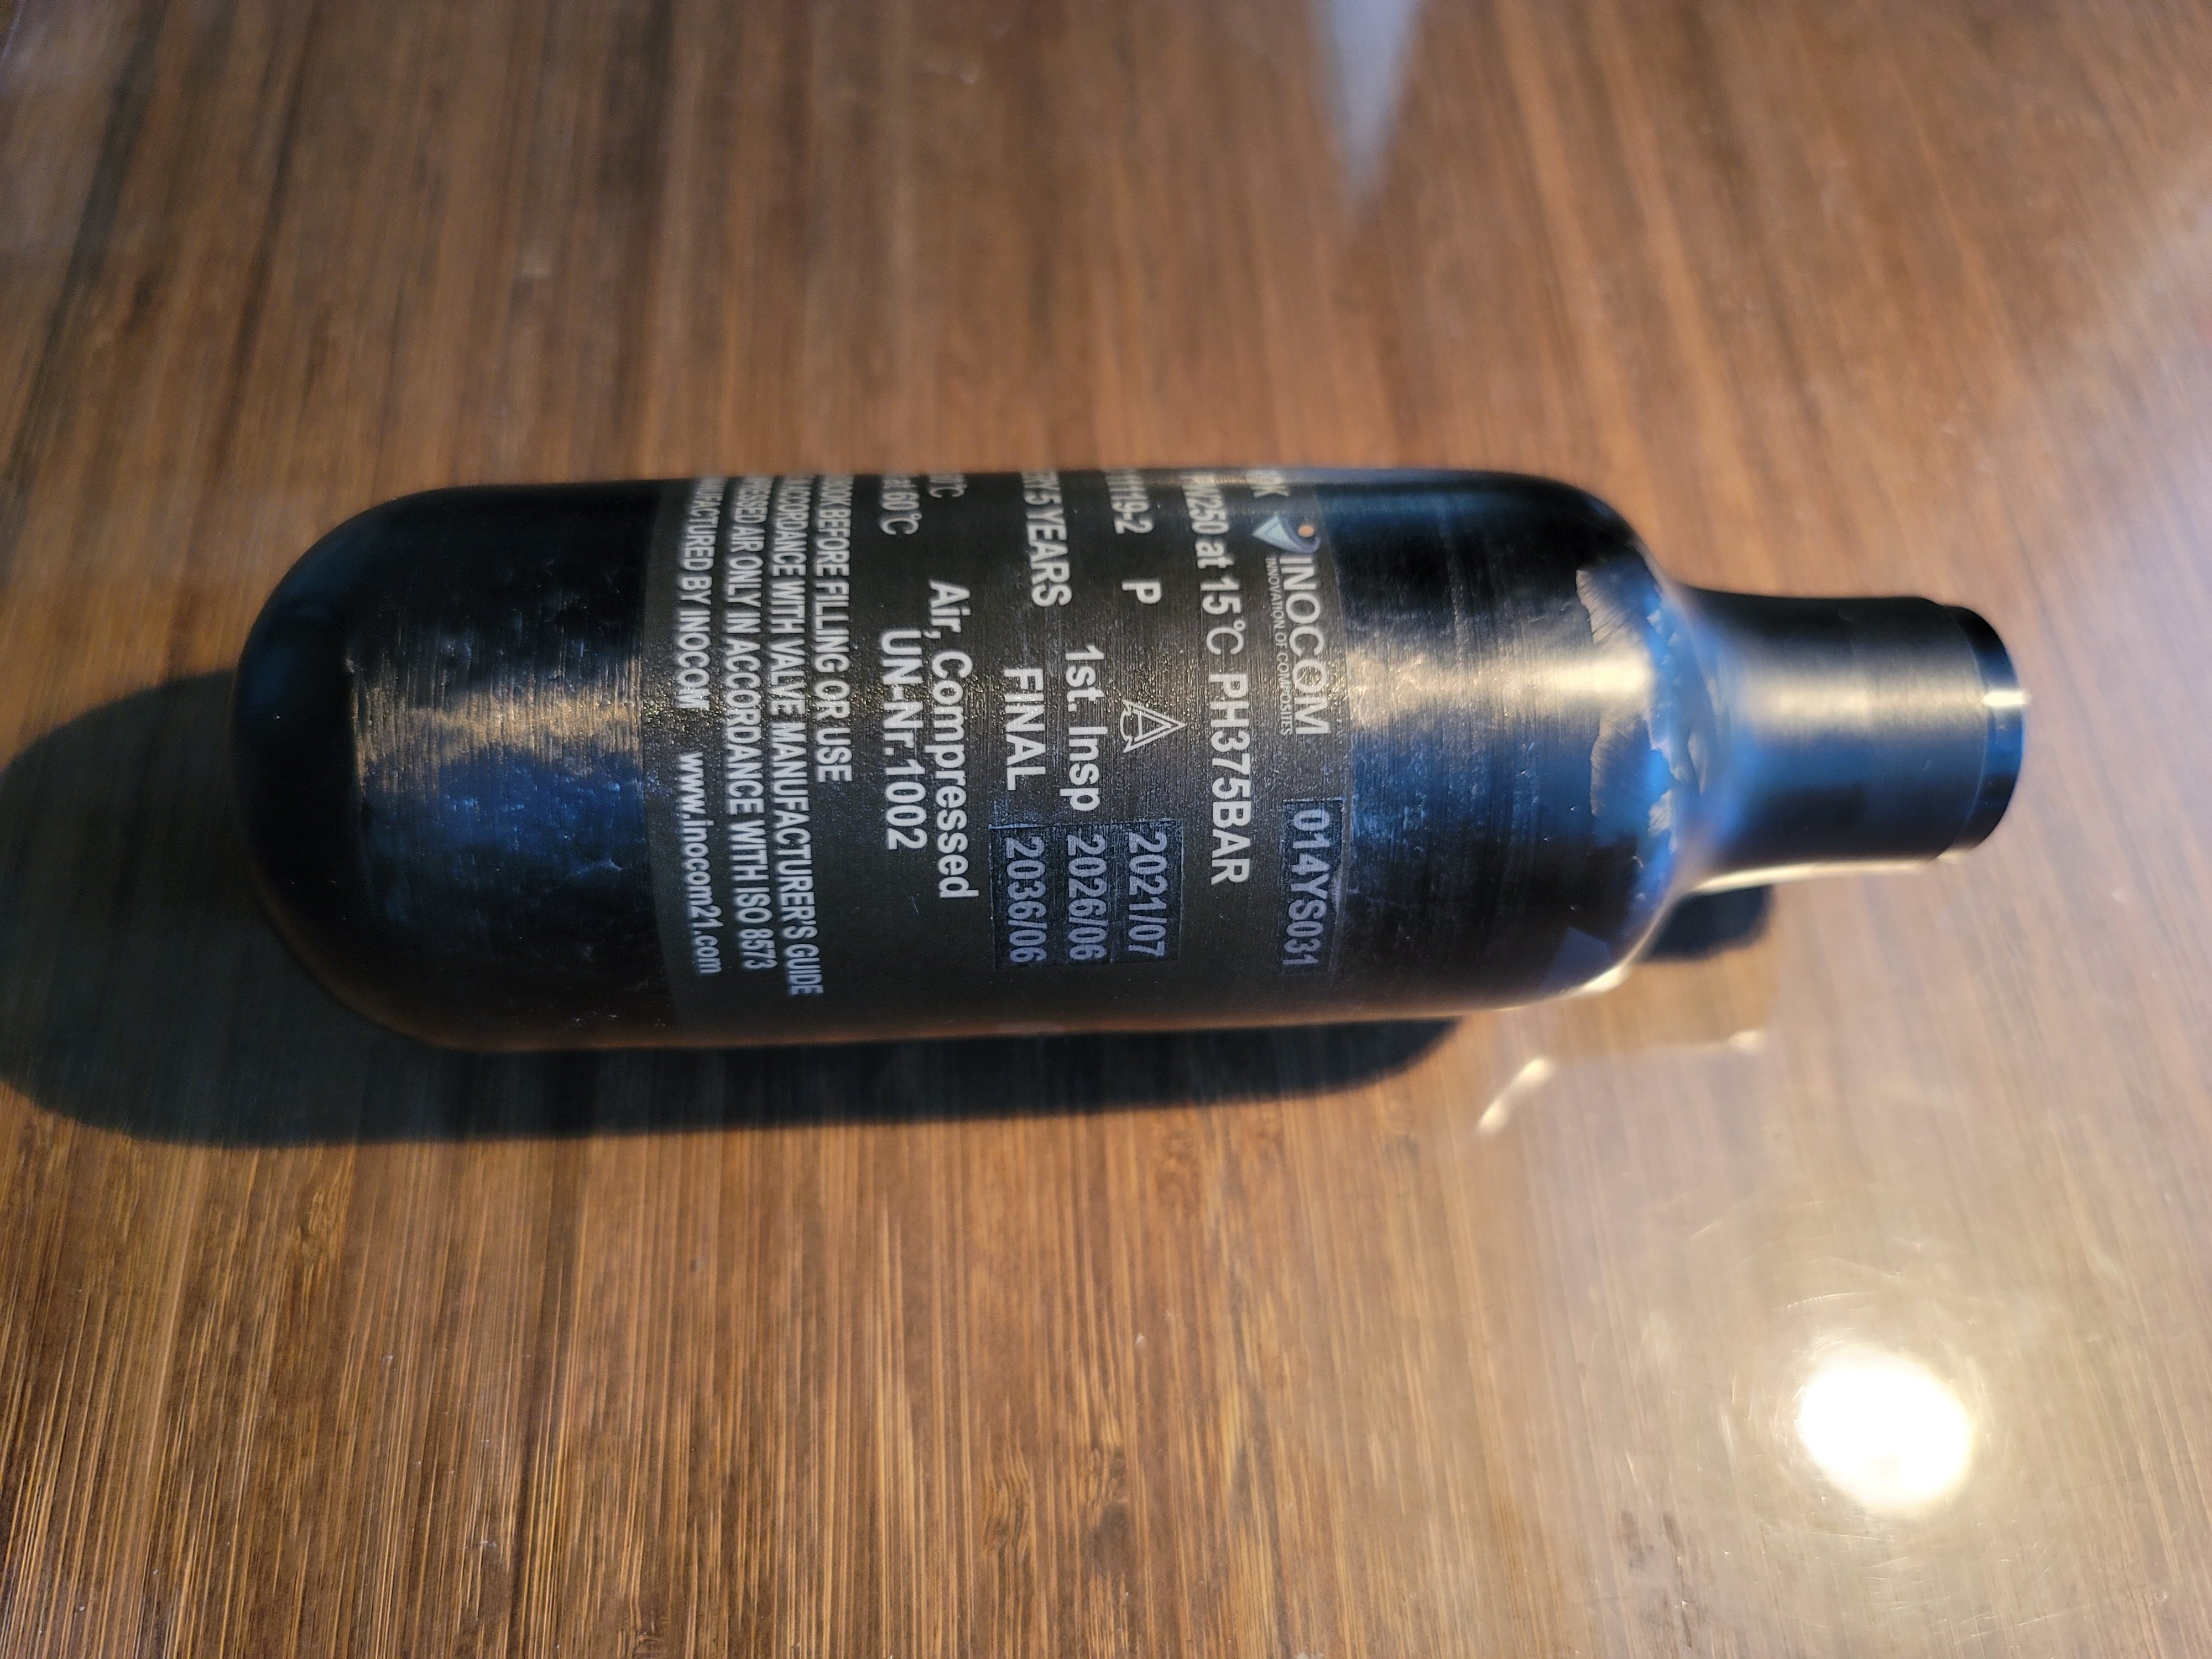 INOCOM 014YS031
INNOVATION OF COMPOSITES
at 15℃ PH375BAR
P 2021/07
5 YEARS 1st. Insp 2026/06
FINAL 2036/06
Air, Compressed
60℃ UN-Nr.1002
BEFORE FILLING OR USE
ACCORDANCE WITH VALVE MANUFACTURER'S GUIDE
AIR ONLY IN ACCORDANCE WITH ISO 8573
BY INOCOM www.inocom21.com